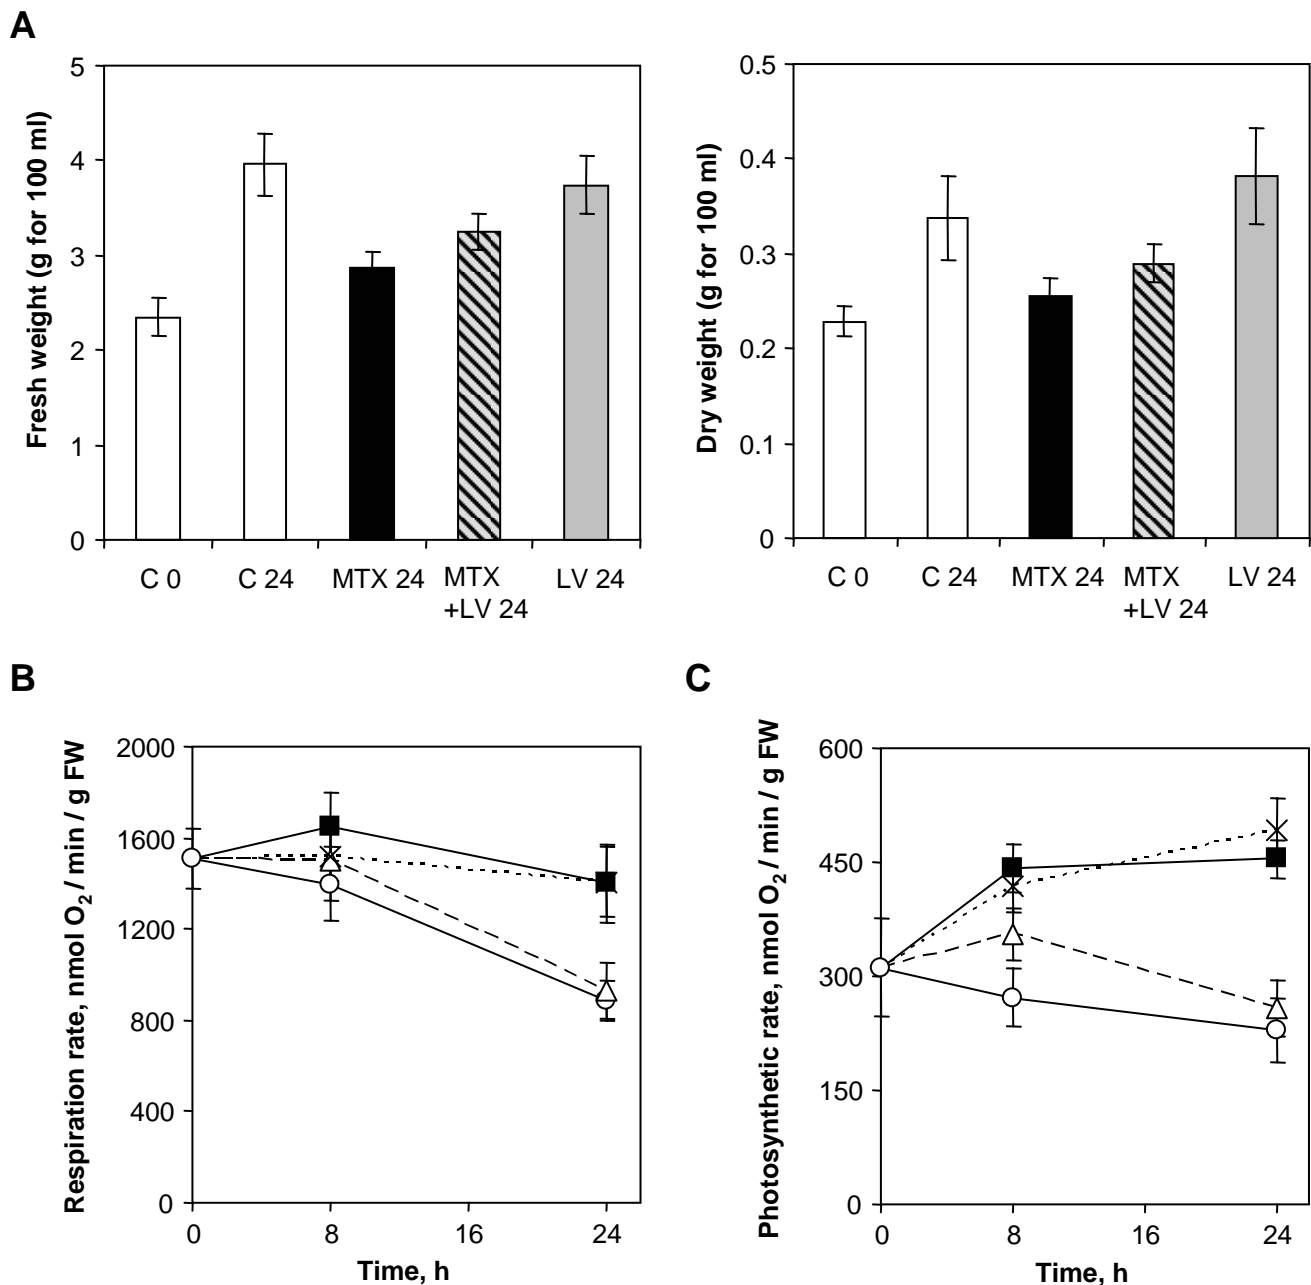 A
Fresh weight (g for 100 ml)
5
4
3
2
1
0
C 0
C 24
MTX 24
MTX
+LV 24
LV 24
Dry weight (g for 100 ml)
0.5
0.4
0.3
0.2
0.1
0
C 0
C 24
MTX 24
MTX
+LV 24
LV 24
B
Respiration rate, nmol O2 / min / g FW
2000
1600
1200
800
400
0
0
8
16
24
Time, h
C
Photosynthetic rate, nmol O2 / min / g FW
600
450
300
150
0
0
8
16
24
Time, h